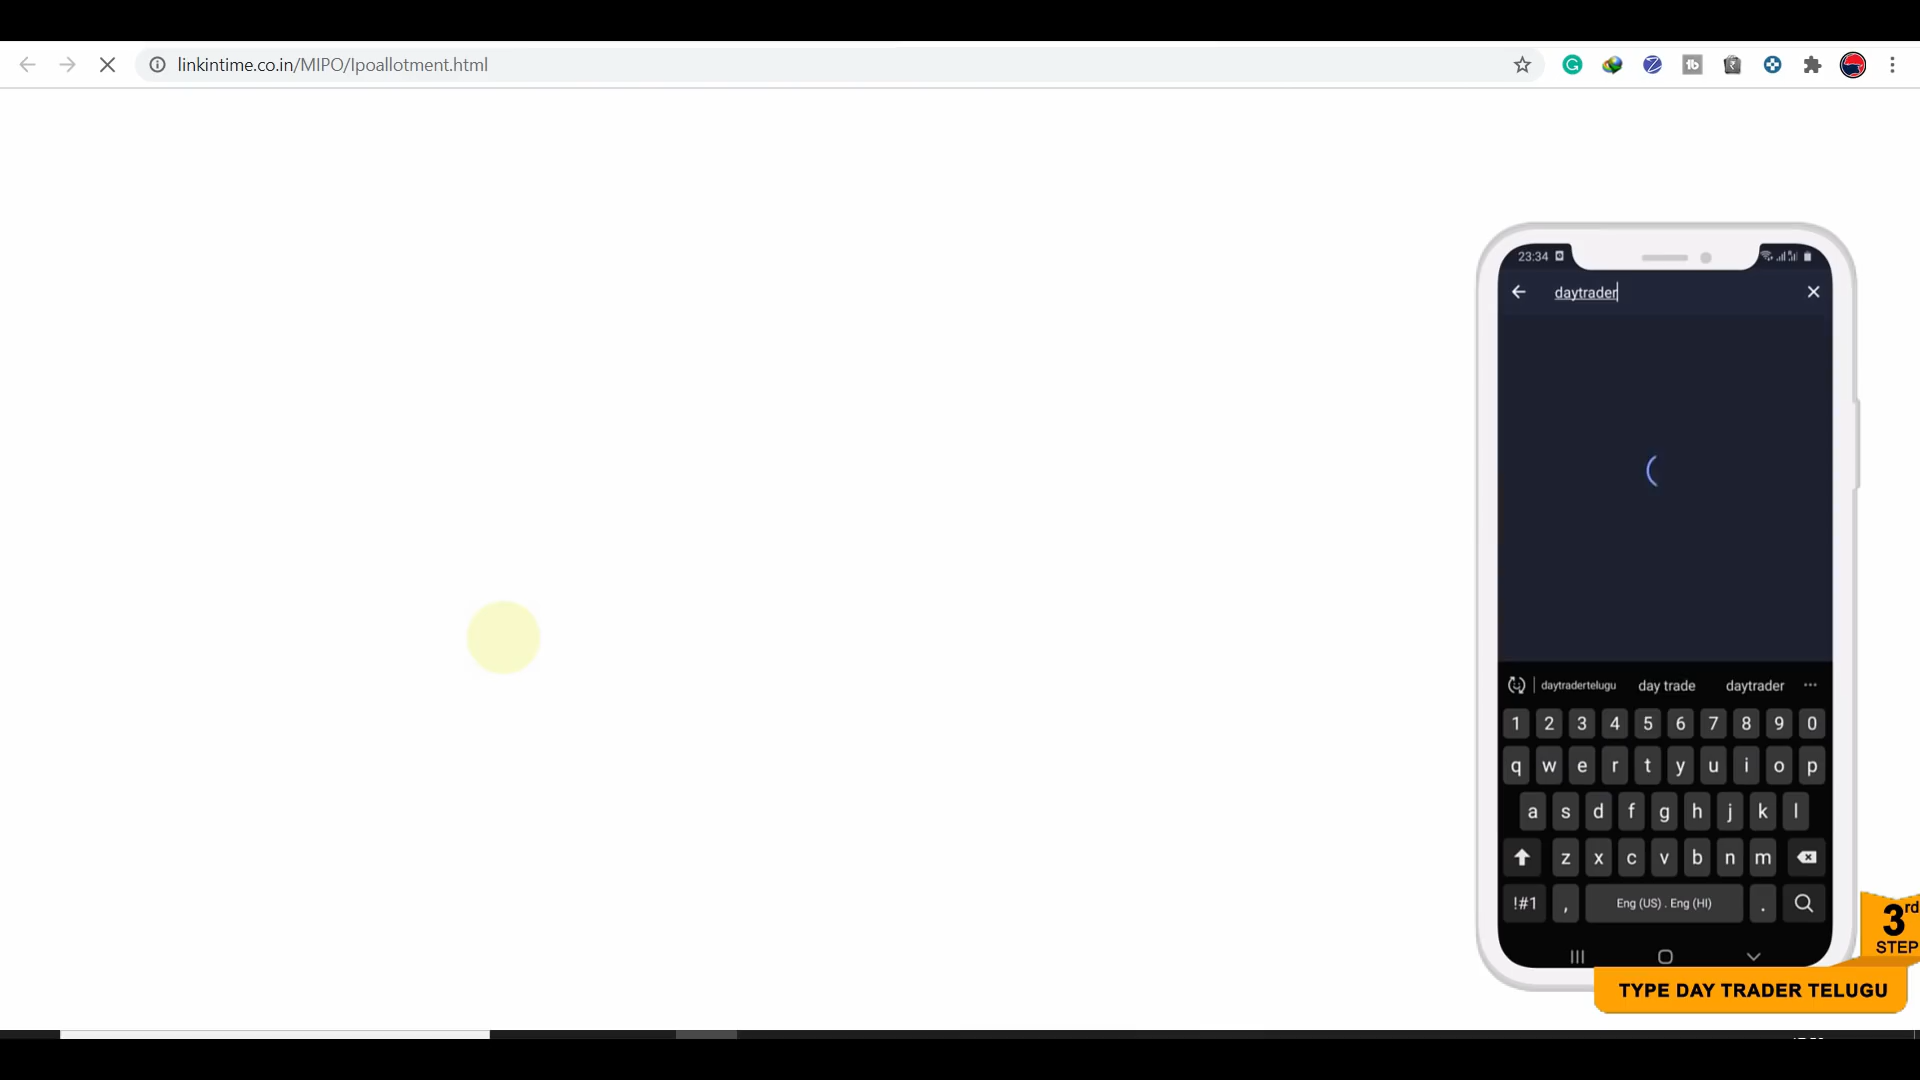 linkintime.co.in/MIPO/Ipoallotment.html
23:34
daytrader
daytradertelugu day trade daytrader
1 2 3 4 5 6 7 8 9 0
q w e r t y u i o p
a s d f g h j k l
z x c v b n m
!#1 , Eng (US) . Eng (HI) .
3rd
STEP
TYPE DAY TRADER TELUGU